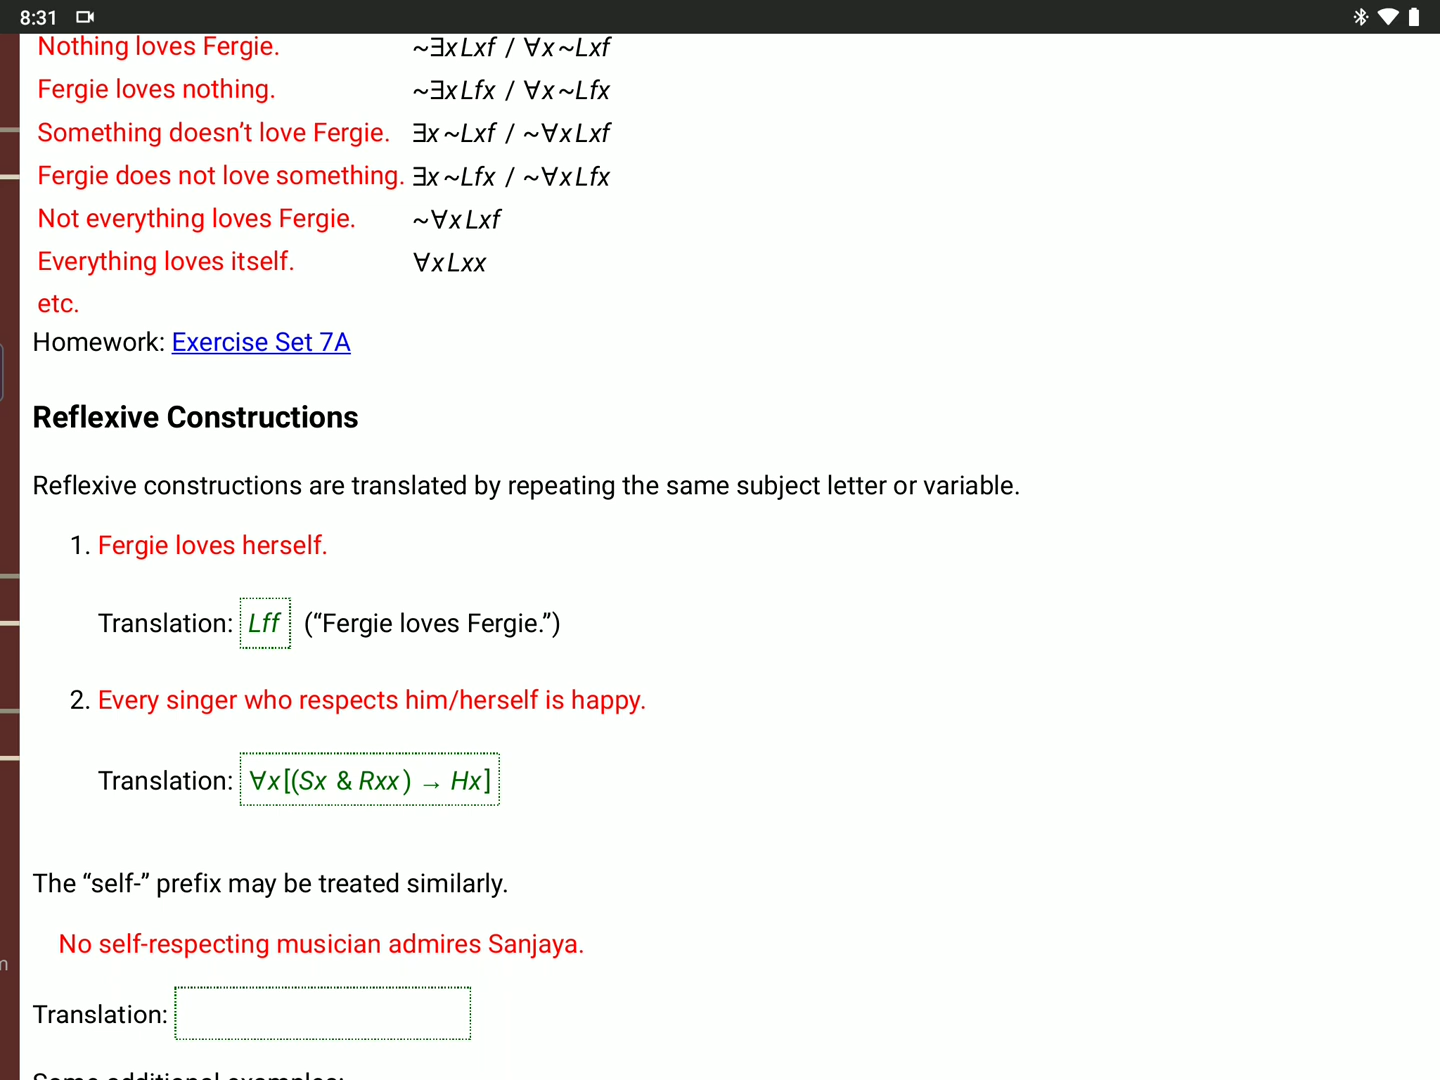 8:31
Nothing loves Fergie. ~∃xLxf / ∀x~Lxf
Fergie loves nothing. ~∃xLfx / ∀x~Lfx
Something doesn’t love Fergie. ∃x~Lxf / ~∀xLxf
Fergie does not love something. ∃x~Lfx / ~∀xLfx
Not everything loves Fergie. ~∀xLxf
Everything loves itself. ∀xLxx
etc.
Homework: Exercise Set 7A
Reflexive Constructions
Reflexive constructions are translated by repeating the same subject letter or variable.
1. Fergie loves herself.
Translation: Lff (“Fergie loves Fergie.”)
2. Every singer who respects him/herself is happy.
Translation: ∀x[(Sx & Rxx) → Hx]
The “self-” prefix may be treated similarly.
No self-respecting musician admires Sanjaya.
Translation:
Some additional examples: